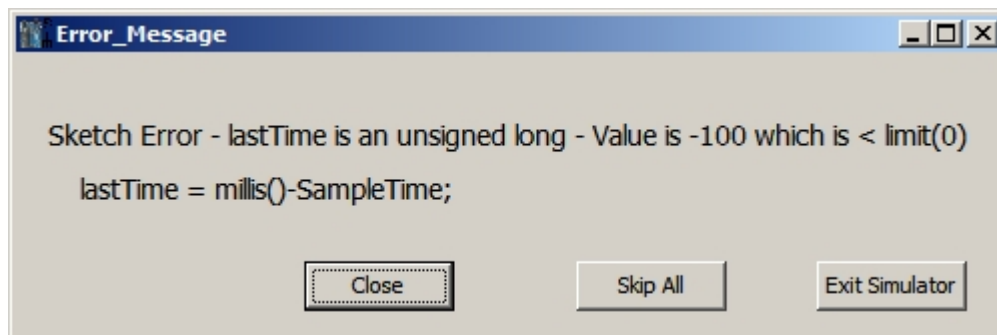 Error_Message
Sketch Error - lastTime is an unsigned long - Value is -100 which is < limit(0)
lastTime = millis()-SampleTime;
Close Skip All Exit Simulator